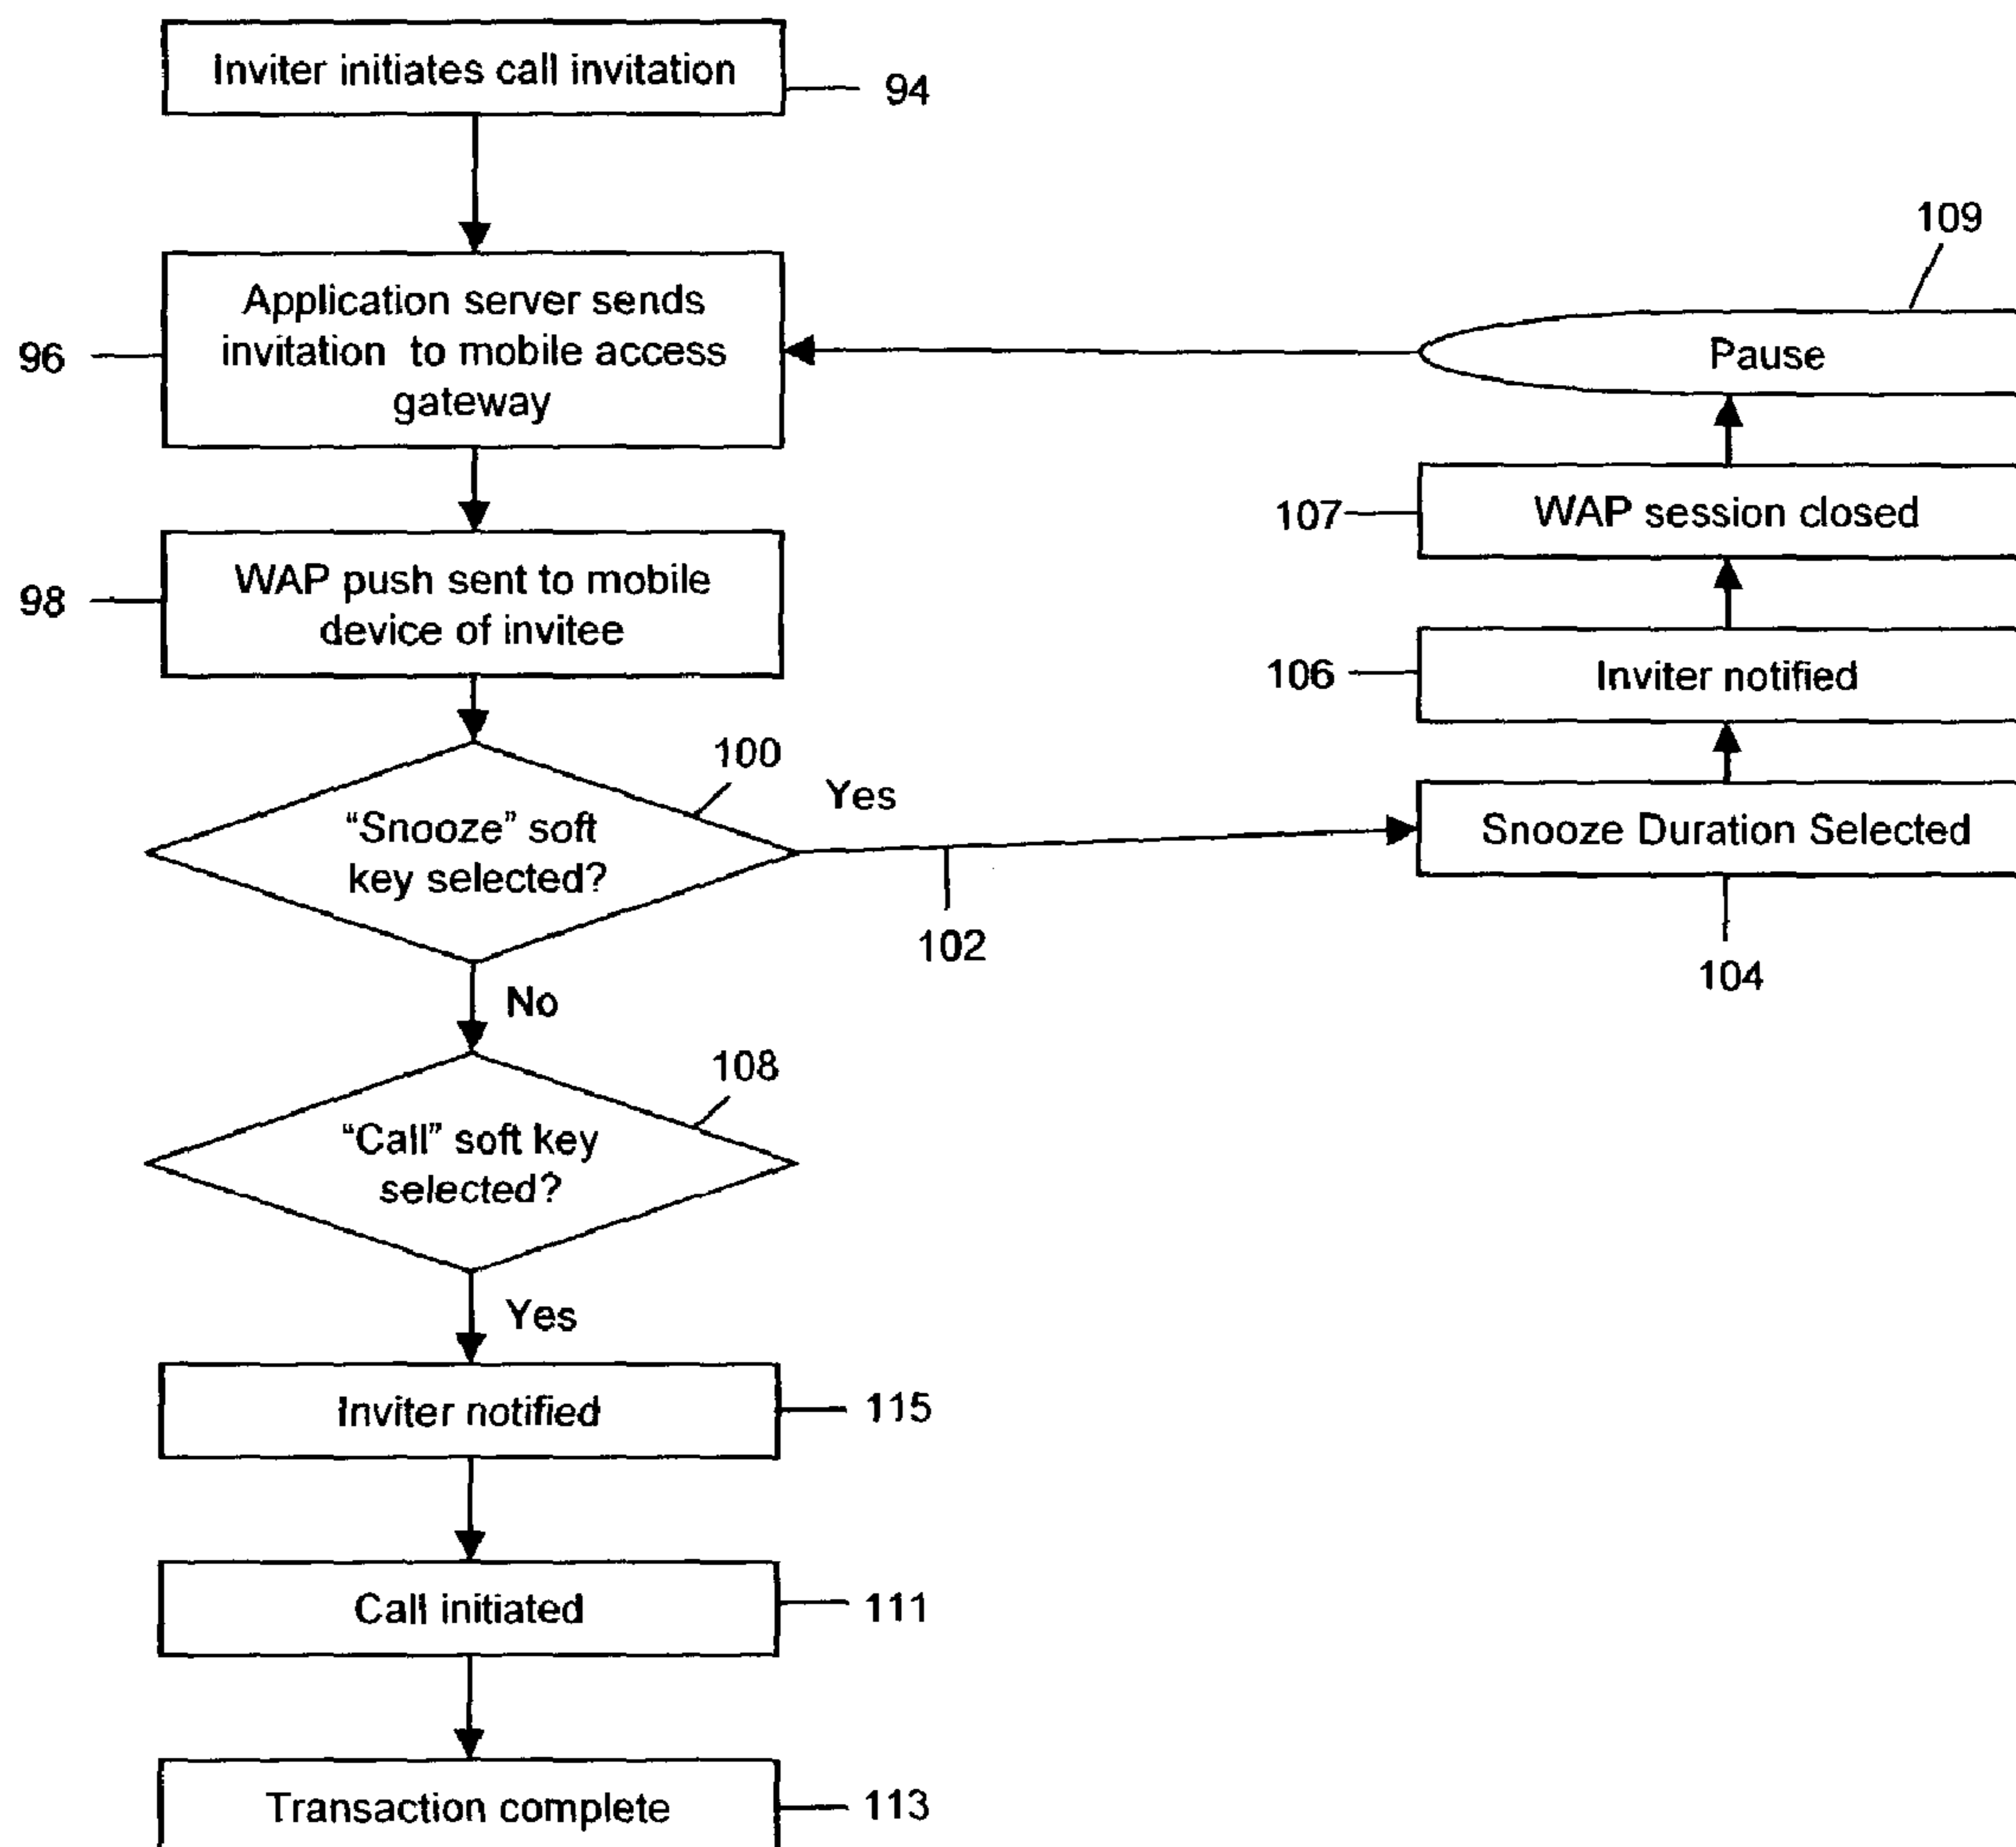 Inviter initiates call invitation
94
109
Application server sends
invitation to mobile access
gateway
96
Pause
107
WAP session closed
WAP push sent to mobile
device of invitee
98
106
Inviter notified
100
Yes
"Snooze" soft
key selected?
Snooze Duration Selected
102
104
No
108
"Call" soft key
selected?
Yes
Inviter notified
115
Call initiated
111
Transaction complete
113